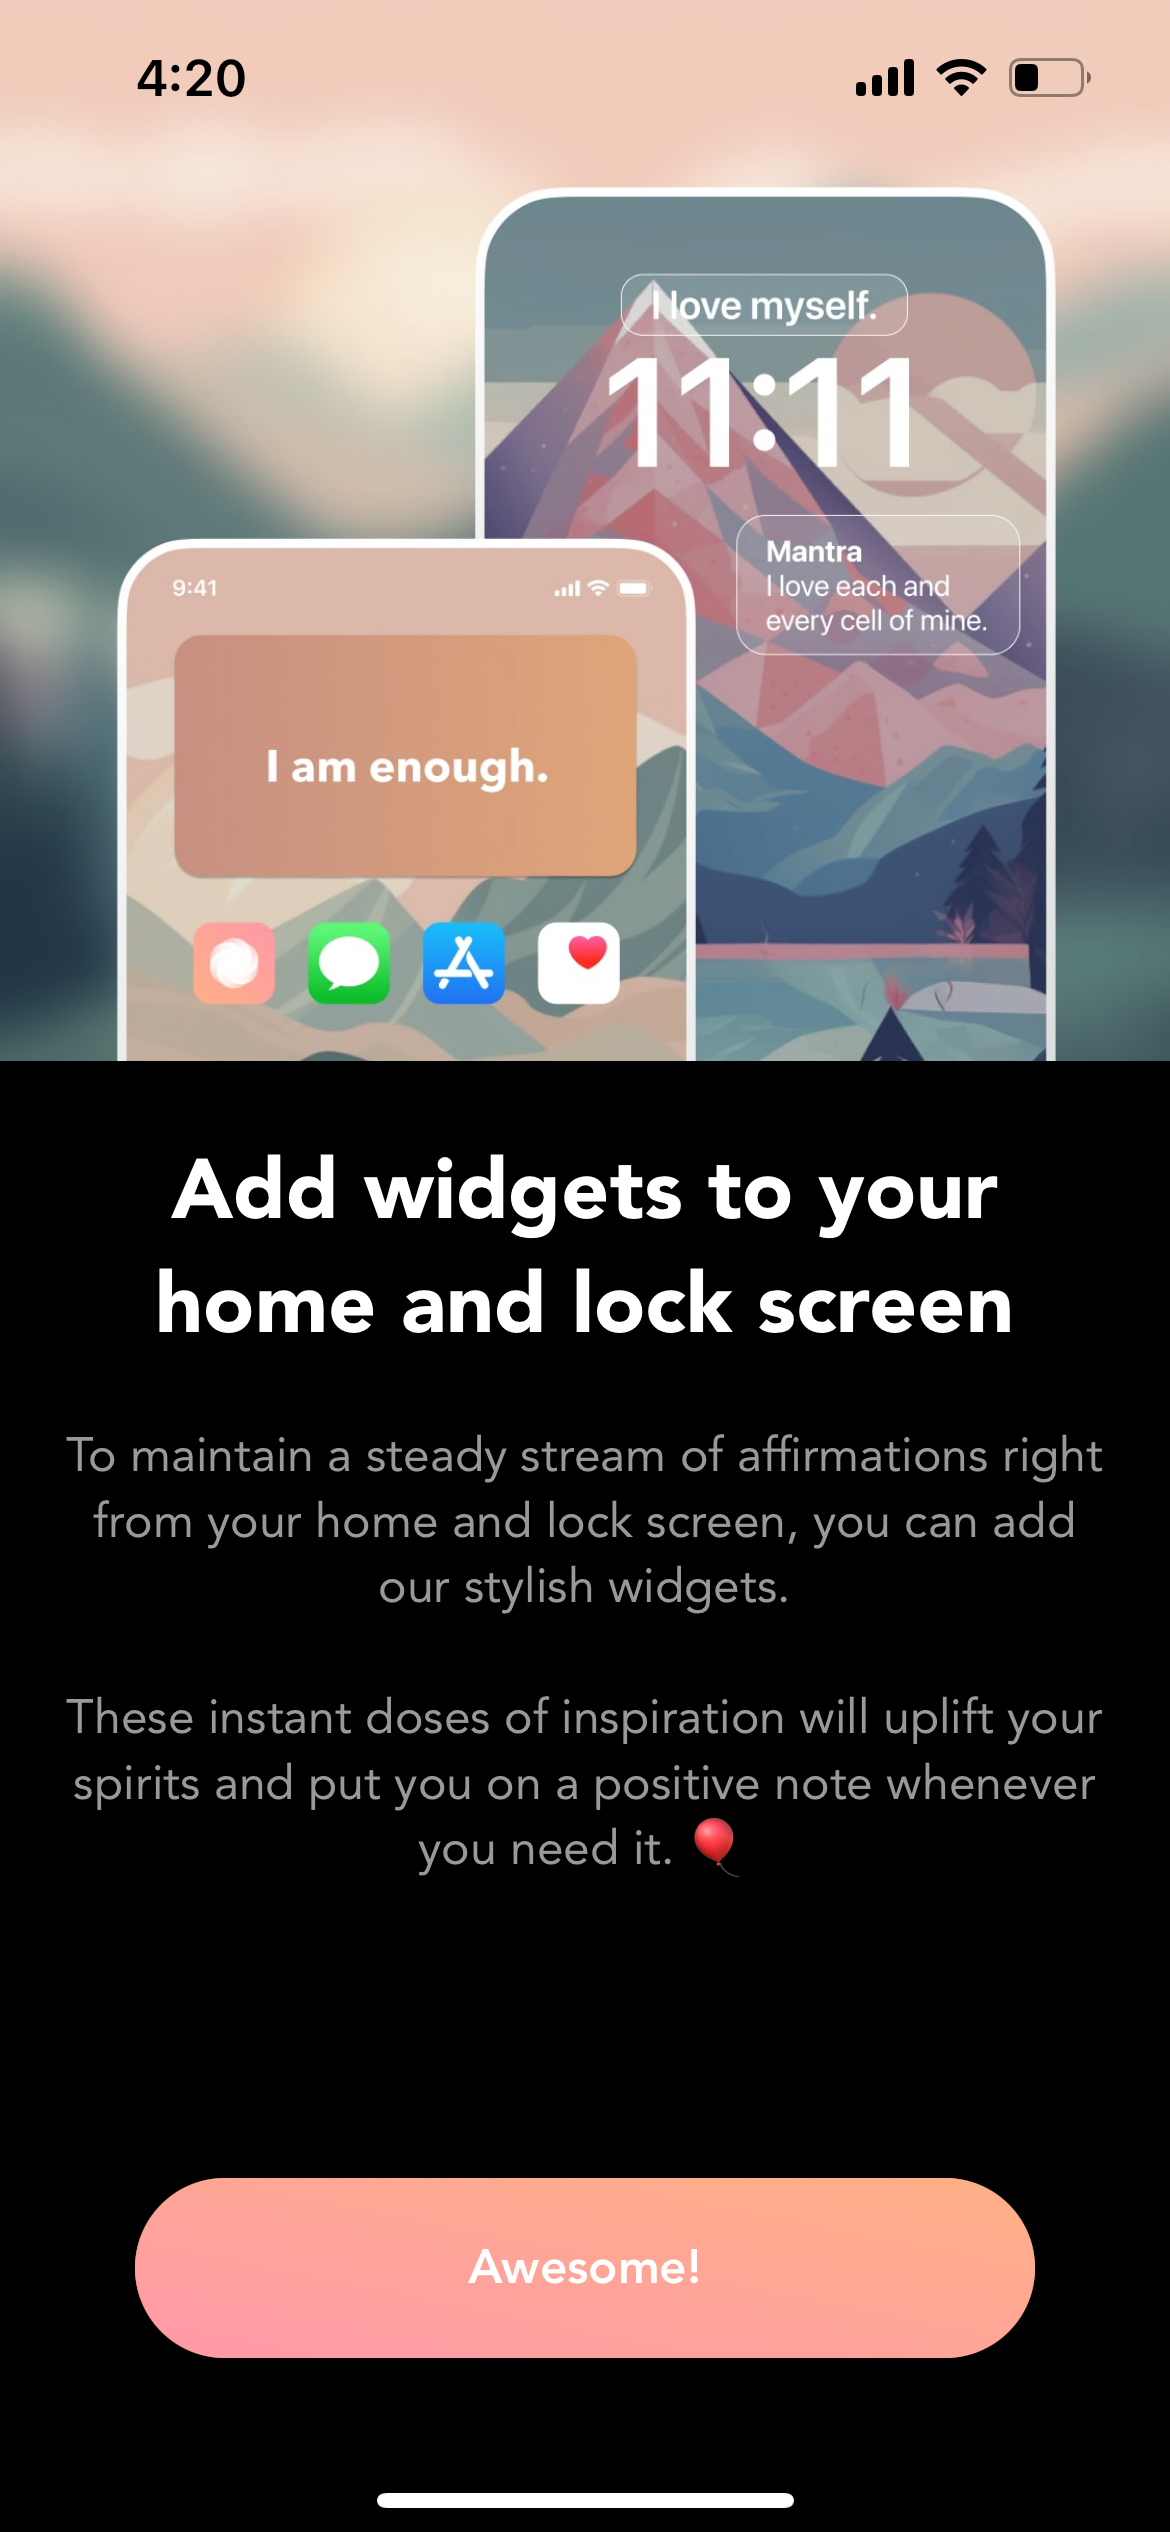 4:20
I love myself.
11:11
Mantra
I love each and
every cell of mine.
9:41
I am enough.
Add widgets to your
home and lock screen
To maintain a steady stream of affirmations right
from your home and lock screen, you can add
our stylish widgets.
These instant doses of inspiration will uplift your
spirits and put you on a positive note whenever
you need it. 🎈
Awesome!